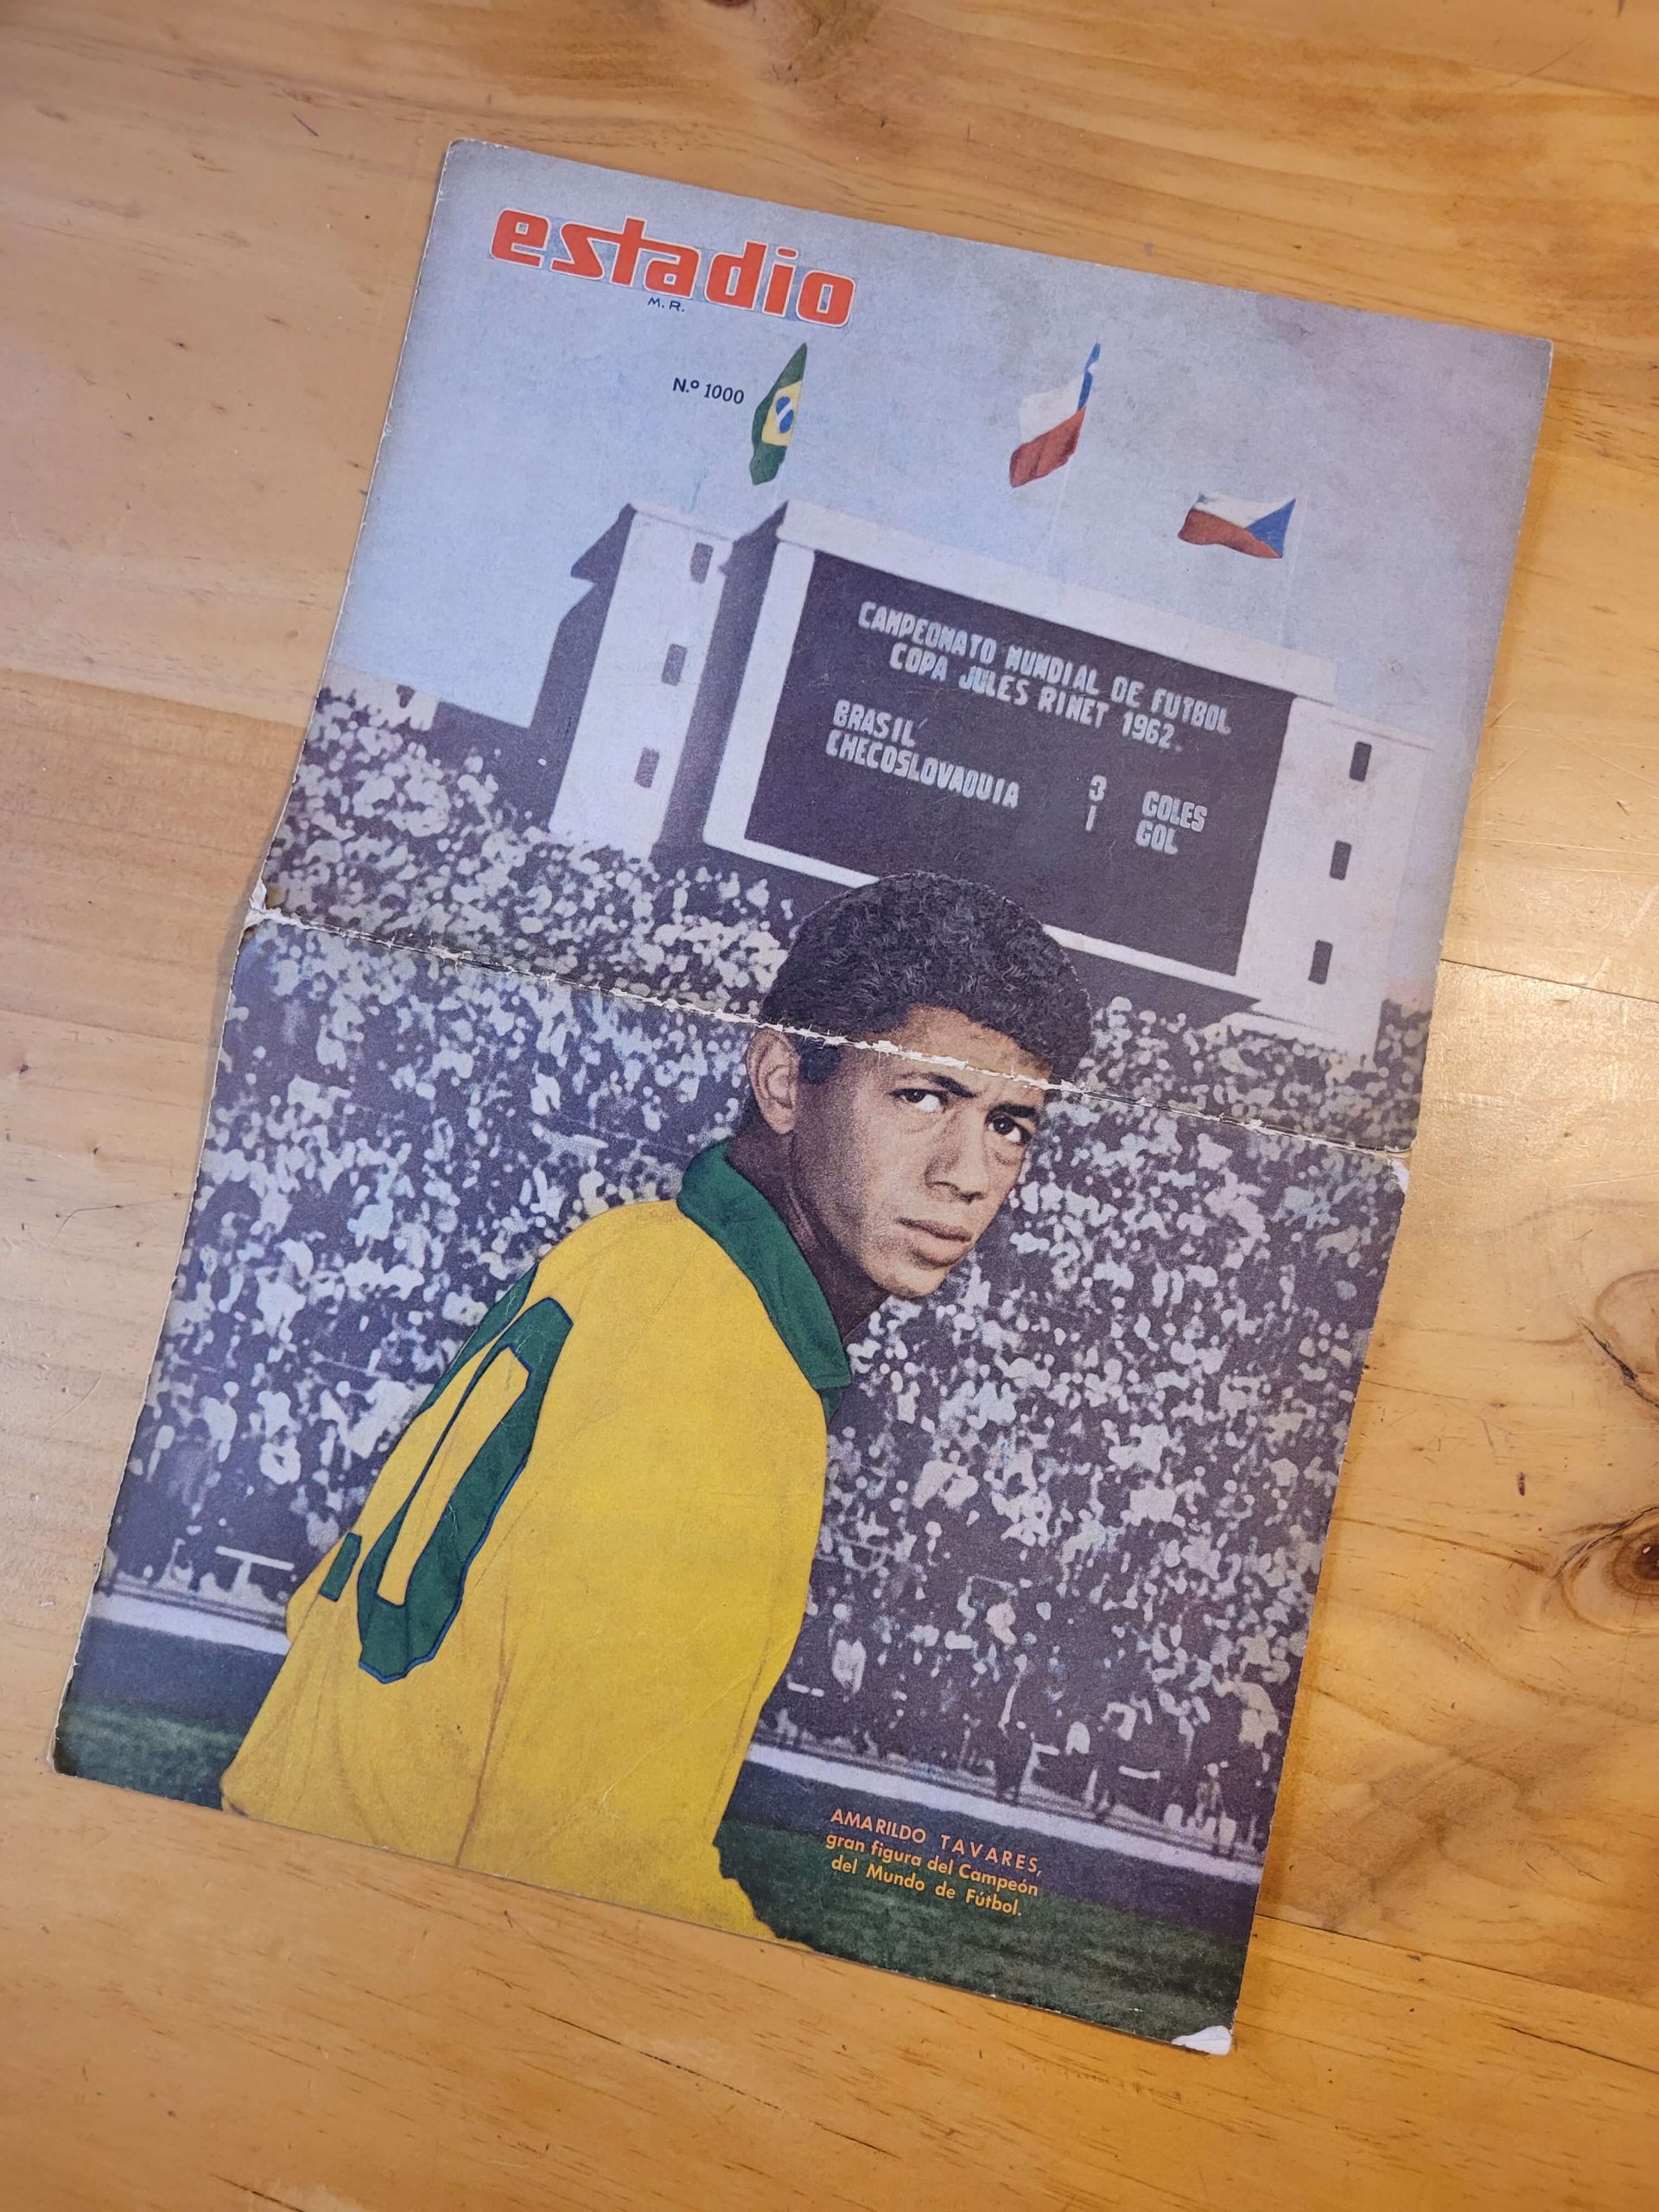 estadio
M. R.
N.º 1000
CAMPEONATO MUNDIAL DE FUTBOL
COPA JULES RIMET 1962.
BRASIL 3 GOLES
CHECOSLOVAQUIA 1 GOL
0
AMARILDO TAVARES,
gran figura del Campeón
del Mundo de Fútbol.